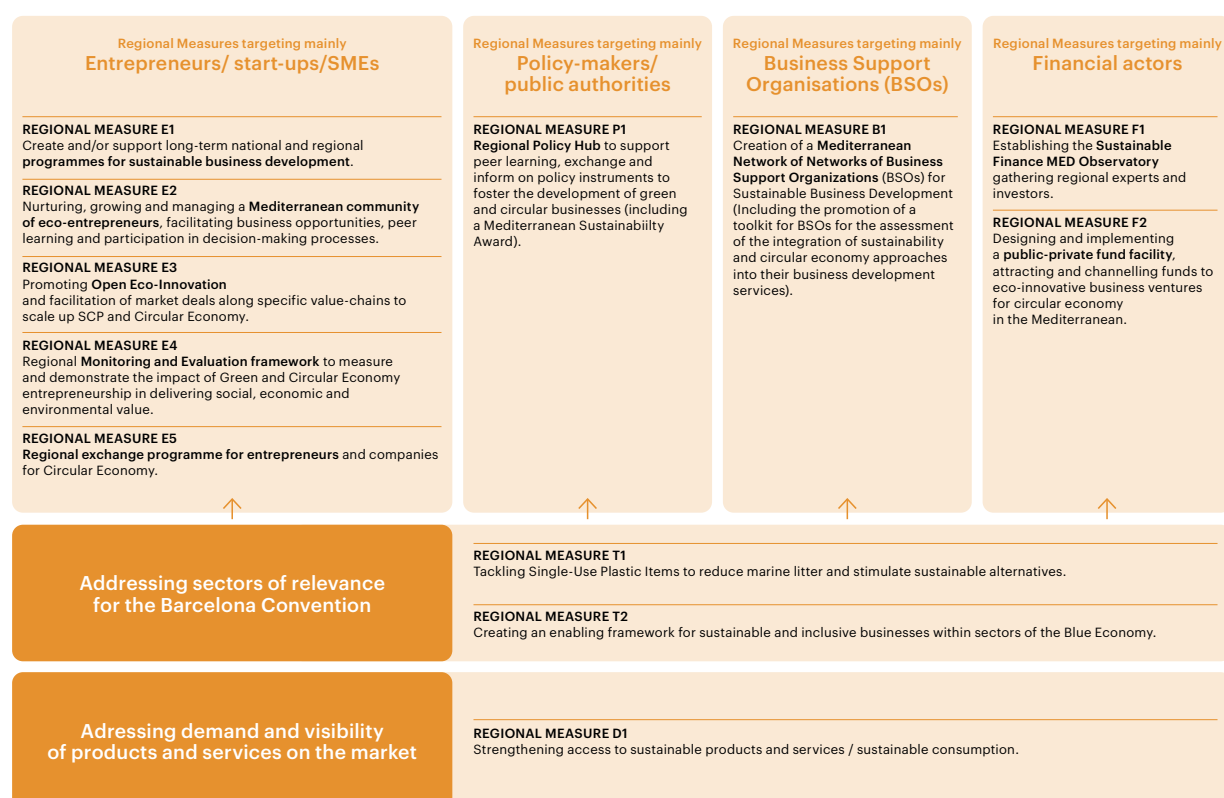 Regional Measures targeting mainly
Entrepreneurs/ start-ups/SMEs
REGIONAL MEASURE E1
Create and/or support long-term national and regional
programmes for sustainable business development.
REGIONAL MEASURE E2
Nurturing, growing and managing a Mediterranean community
of eco-entrepreneurs, facilitating business opportunities, peer
learning and participation in decision-making processes.
REGIONAL MEASURE E3
Promoting Open Eco-Innovation
and facilitation of market deals along specific value-chains to
scale up SCP and Circular Economy.
REGIONAL MEASURE E4
Regional Monitoring and Evaluation framework to measure
and demonstrate the impact of Green and Circular Economy
entrepreneurship in delivering social, economic and
environmental value.
REGIONAL MEASURE E5
Regional exchange programme for entrepreneurs and companies
for Circular Economy.
Regional Measures targeting mainly
Policy-makers/
public authorities
REGIONAL MEASURE P1
Regional Policy Hub to support
peer learning, exchange and
inform on policy instruments to
foster the development of green
and circular businesses (including
a Mediterranean Sustainabiilty
Award).
Regional Measures targeting mainly
Business Support
Organisations (BSOs)
REGIONAL MEASURE B1
Creation of a Mediterranean
Network of Networks of Business
Support Organizations (BSOs) for
Sustainable Business Development
(Including the promotion of a
toolkit for BSOs for the assessment
of the integration of sustainability
and circular economy approaches
into their business development
services).
Regional Measures targeting mainly
Financial actors
REGIONAL MEASURE F1
Establishing the Sustainable
Finance MED Observatory
gathering regional experts and
investors.
REGIONAL MEASURE F2
Designing and implementing
a public-private fund facility,
attracting and channelling funds to
eco-innovative business ventures
for circular economy
in the Mediterranean.
Addressing sectors of relevance
for the Barcelona Convention
REGIONAL MEASURE T1
Tackling Single-Use Plastic Items to reduce marine litter and stimulate sustainable alternatives.
REGIONAL MEASURE T2
Creating an enabling framework for sustainable and inclusive businesses within sectors of the Blue Economy.
Adressing demand and visibility
of products and services on the market
REGIONAL MEASURE D1
Strengthening access to sustainable products and services / sustainable consumption.